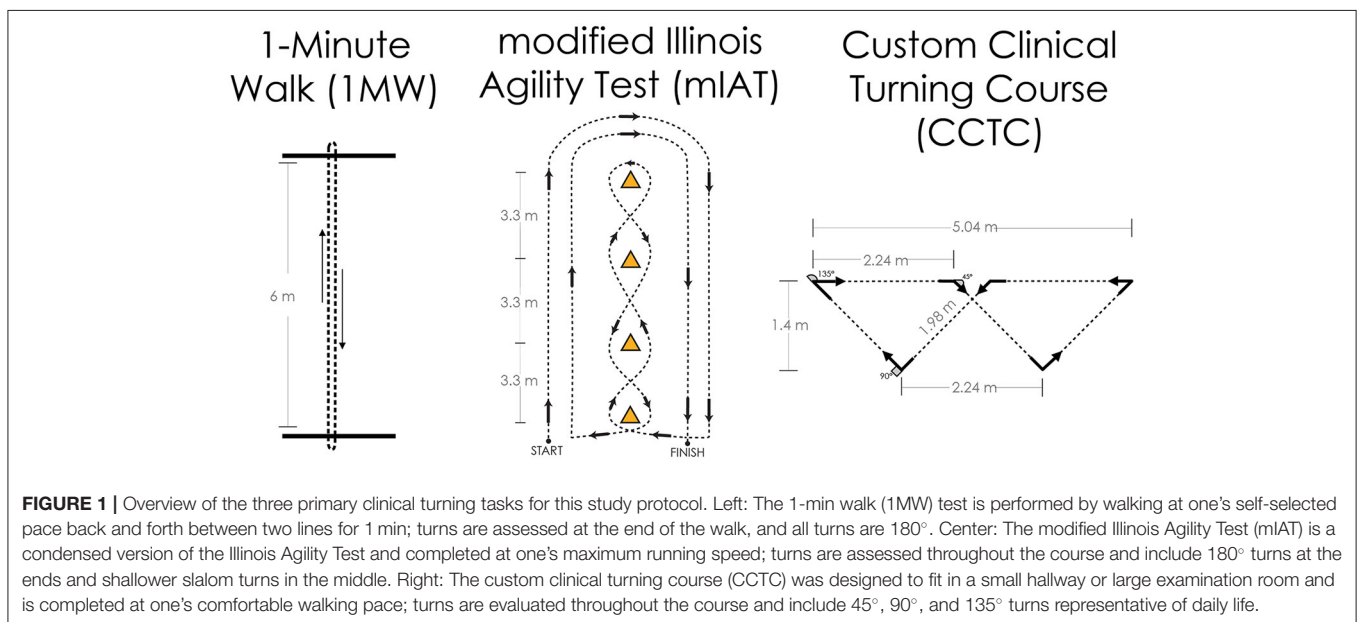 1-Minute
Walk (1MW)
6 m
modified Illinois
Agility Test (mIAT)
3.3 m
3.3 m
3.3 m
START
FINISH
Custom Clinical
Turning Course
(CCTC)
5.04 m
2.24 m
135°
45°
1.4 m
1.98 m
90°
2.24 m
FIGURE 1 | Overview of the three primary clinical turning tasks for this study protocol. Left: The 1-min walk (1MW) test is performed by walking at one's self-selected
pace back and forth between two lines for 1 min; turns are assessed at the end of the walk, and all turns are 180°. Center: The modified Illinois Agility Test (mIAT) is a
condensed version of the Illinois Agility Test and completed at one's maximum running speed; turns are assessed throughout the course and include 180° turns at the
ends and shallower slalom turns in the middle. Right: The custom clinical turning course (CCTC) was designed to fit in a small hallway or large examination room and
is completed at one's comfortable walking pace; turns are evaluated throughout the course and include 45°, 90°, and 135° turns representative of daily life.